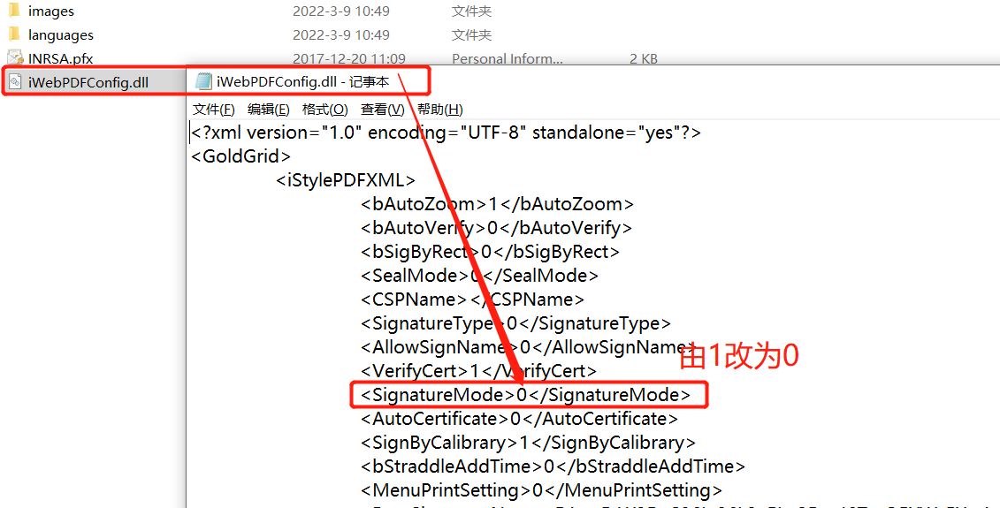 images 2022-3-9 10:49 文件夹
languages 2022-3-9 10:49 文件夹
INRSA.pfx 2017-12-20 11:09 Personal Inform... 2 KB
iWebPDFConfig.dll
iWebPDFConfig.dll - 记事本
文件(F) 编辑(E) 格式(O) 查看(V) 帮助(H)
<?xml version="1.0" encoding="UTF-8" standalone="yes"?>
<GoldGrid>
<iStylePDFXML>
<bAutoZoom>1</bAutoZoom>
<bAutoVerify>0</bAutoVerify>
<bSigByRect>0</bSigByRect>
<SealMode>0</SealMode>
<CSPName></CSPName>
<SignatureType>0</SignatureType>
<AllowSignName>0</AllowSignName>
由1改为0
<VerifyCert>1</VerifyCert>
<SignatureMode>0</SignatureMode>
<AutoCertificate>0</AutoCertificate>
<SignByCalibrary>1</SignByCalibrary>
<bStraddleAddTime>0</bStraddleAddTime>
<MenuPrintSetting>0</MenuPrintSetting>